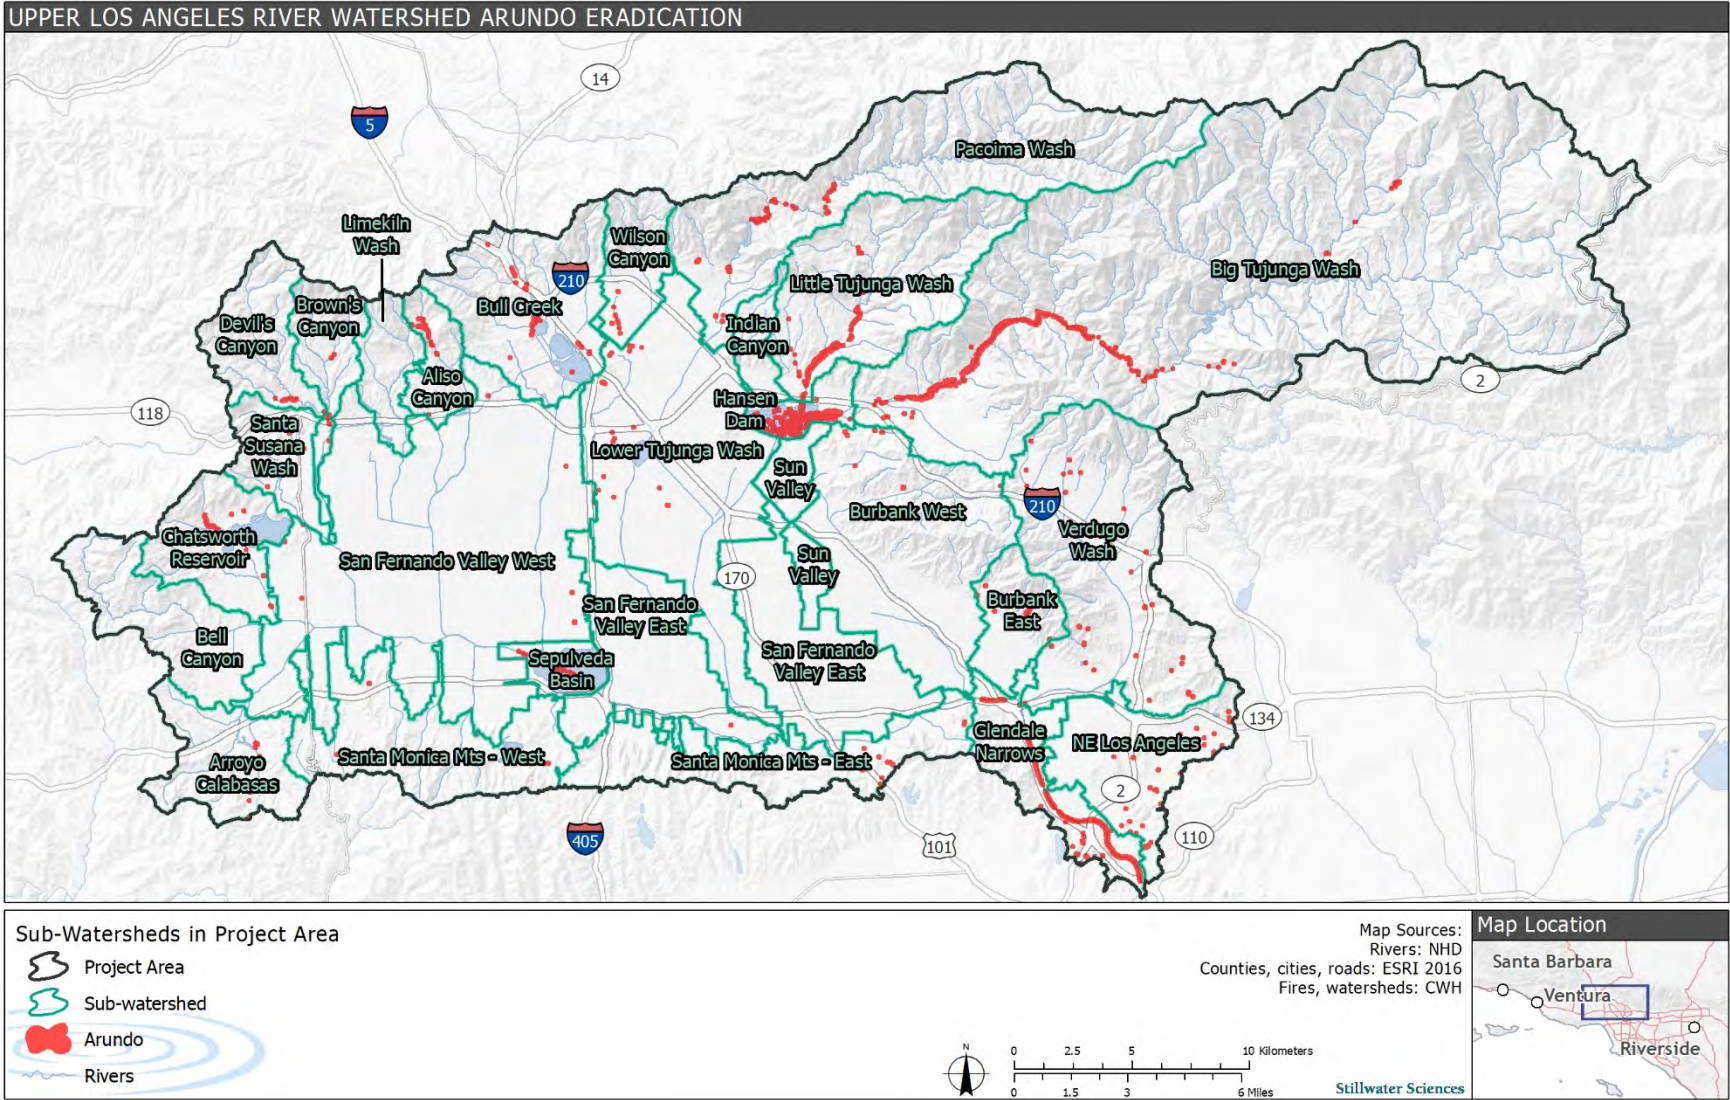 UPPER LOS ANGELES RIVER WATERSHED ARUNDO ERADICATION
14
5
Pacoima Wash
Limekiln
Wash
Wilson
Canyon
210
Big Tujunga Wash
Little Tujunga Wash
Brown's
Canyon
Bull Creek
Devil's
Canyon
Indian
Canyon
Aliso
Canyon
2
Hansen
Dam
118
Santa
Susana
Wash
Lower Tujunga Wash
Sun
Valley
210
Burbank West
Verdugo
Wash
Chatsworth
Reservoir
San Fernando Valley West
Sun
Valley
170
San Fernando
Valley East
Burbank
East
Bell
Canyon
San Fernando
Valley East
Sepulveda
Basin
134
Glendale
Narrows
NE Los Angeles
Santa Monica Mts - West
Santa Monica Mts - East
Arroyo
Calabasas
2
405
101
110
Sub-Watersheds in Project Area
Project Area
Sub-watershed
Arundo
Rivers
Map Sources:
Rivers: NHD
Counties, cities, roads: ESRI 2016
Fires, watersheds: CWH
N
0 2.5 5 10 Kilometers
0 1.5 3 6 Miles
Stillwater Sciences
Map Location
Santa Barbara
Ventura
Riverside